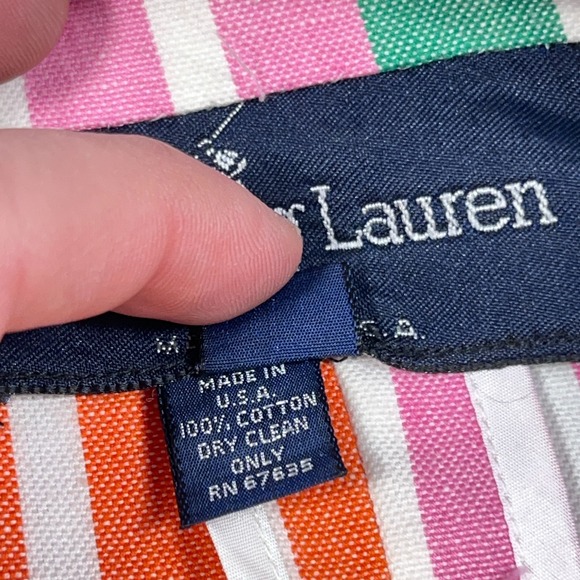 Lauren
S.A.
MADE IN
U.S.A.
100% COTTON
DRY CLEAN
ONLY
RN 67635